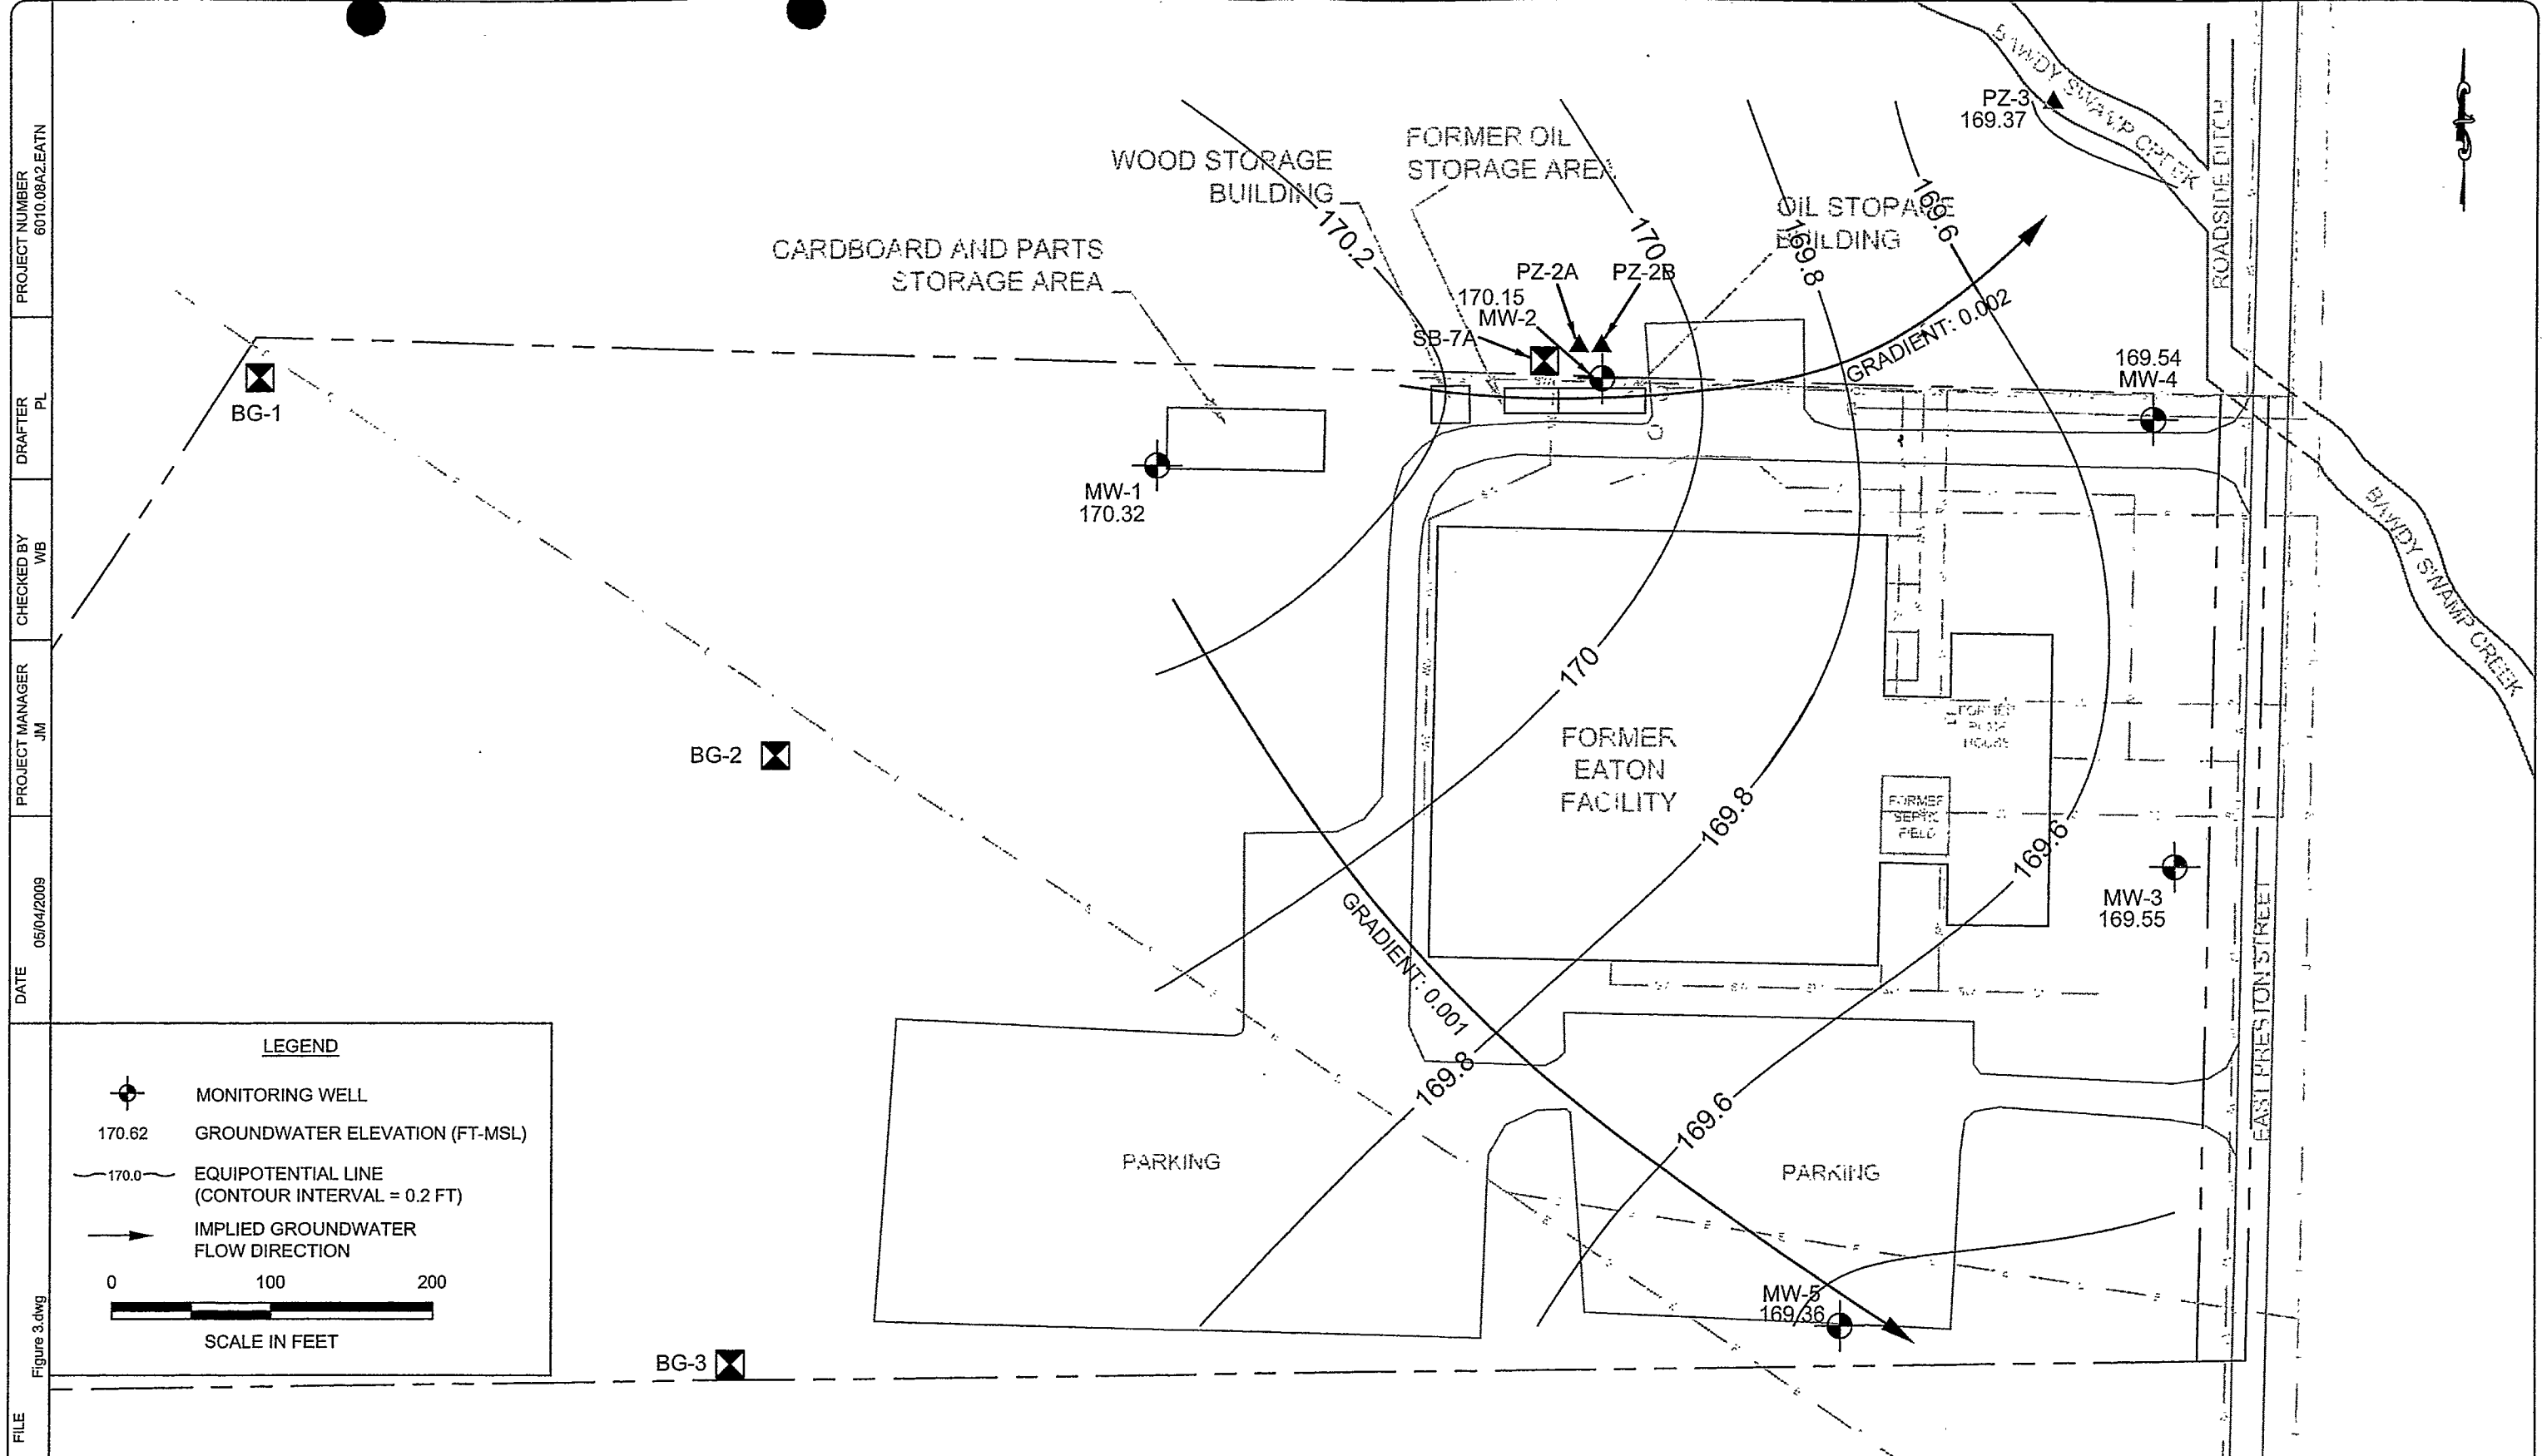 PROJECT NUMBER
6010.08A2.EATN
DRAFTER
PL
CHECKED BY
WB
PROJECT MANAGER
JM
DATE
05/04/2009
FILE
Figure 3.dwg
SWAMP CREEK
PZ-3
169.37
ROADSIDE DITCH
WOOD STORAGE
BUILDING
FORMER OIL
STORAGE AREA
OIL STORAGE
BUILDING
CARDBOARD AND PARTS
STORAGE AREA
170.2
170
169.8
169.6
PZ-2A
PZ-2B
170.15
MW-2
SB-7A
GRADIENT: 0.002
169.54
MW-4
BG-1
MW-1
170.32
SWAMP CREEK
170
FORMER
EATON
FACILITY
FORMER
HOUSE
BG-2
FORMER
SEPTIC
FIELD
169.8
169.6
MW-3
169.55
EAST PRESTON STREET
GRADIENT: 0.001
169.8
169.6
PARKING
PARKING
MW-5
169.36
BG-3
LEGEND
MONITORING WELL
170.62 GROUNDWATER ELEVATION (FT-MSL)
170.0 EQUIPOTENTIAL LINE
(CONTOUR INTERVAL = 0.2 FT)
IMPLIED GROUNDWATER
FLOW DIRECTION
0 100 200
SCALE IN FEET